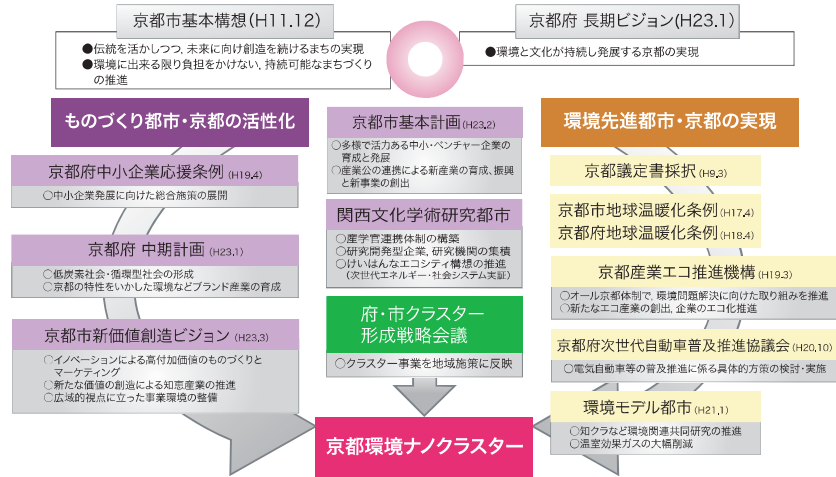 京都市基本構想(H11.12)
●伝統を活かしつつ、未来に向け創造を続けるまちの実現
●環境に出来る限り負担をかけない、持続可能なまちづくり
の推進
京都府 長期ビジョン(H23.1)
●環境と文化が持続し発展する京都の実現
ものづくり都市・京都の活性化
京都府中小企業応援条例 (H19.4)
○中小企業発展に向けた総合施策の展開
京都府 中期計画 (H23.1)
○低炭素社会・循環型社会の形成
○京都の特性をいかした環境などブランド産業の育成
京都市新価値創造ビジョン (H23.3)
○イノベーションによる高付加価値のものづくりと
マーケティング
○新たな価値の創造による知恵産業の推進
○広域的視点に立った事業環境の整備
京都市基本計画 (H23.2)
○多様で活力ある中小・ベンチャー企業の
育成と発展
○産業公の連携による新産業の育成、振興
と新事業の創出
関西文化学術研究都市
○産学官連携体制の構築
○研究開発型企業、研究機関の集積
○けいはんなエコシティ構想の推進
(次世代エネルギー・社会システム実証)
府・市クラスター
形成戦略会議
○クラスター事業を地域施策に反映
京都環境ナノクラスター
環境先進都市・京都の実現
京都議定書採択 (H9.3)
京都市地球温暖化条例 (H17.4)
京都府地球温暖化条例 (H18.4)
京都産業エコ推進機構 (H19.3)
○オール京都体制で、環境問題解決に向けた取り組みを推進
○新たなエコ産業の創出、企業のエコ化推進
京都府次世代自動車普及推進協議会 (H20.10)
○電気自動車等の普及推進に係る具体的方策の検討・実施
環境モデル都市 (H21.1)
○知クラなど環境関連共同研究の推進
○温室効果ガスの大幅削減